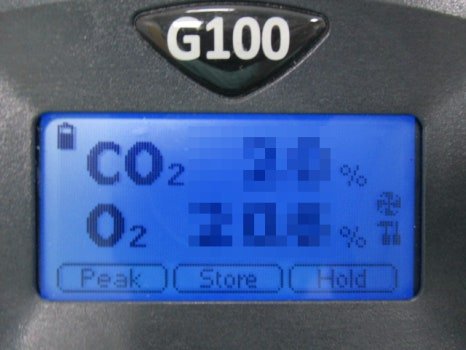 G100
CO₂ %
O₂ %
Peak Store Hold